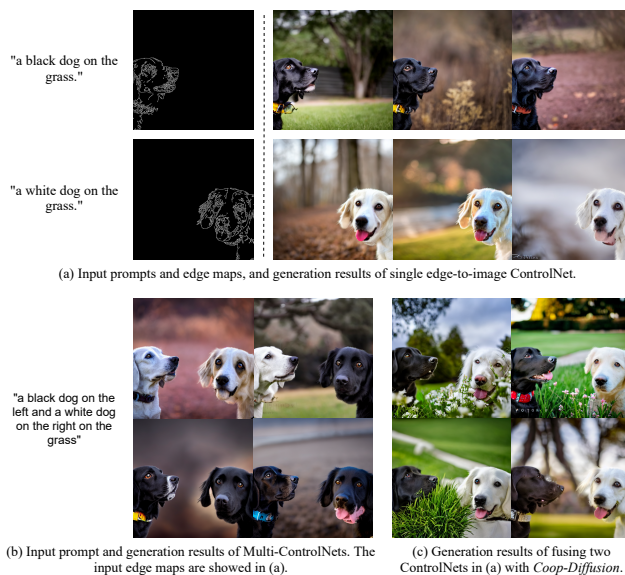 "a black dog on the
grass."
"a white dog on the
grass."
(a) Input prompts and edge maps, and generation results of single edge-to-image ControlNet.
"a black dog on the
left and a white dog
on the right on the
grass"
(b) Input prompt and generation results of Multi-ControlNets. The
input edge maps are showed in (a).
(c) Generation results of fusing two
ControlNets in (a) with Coop-Diffusion.